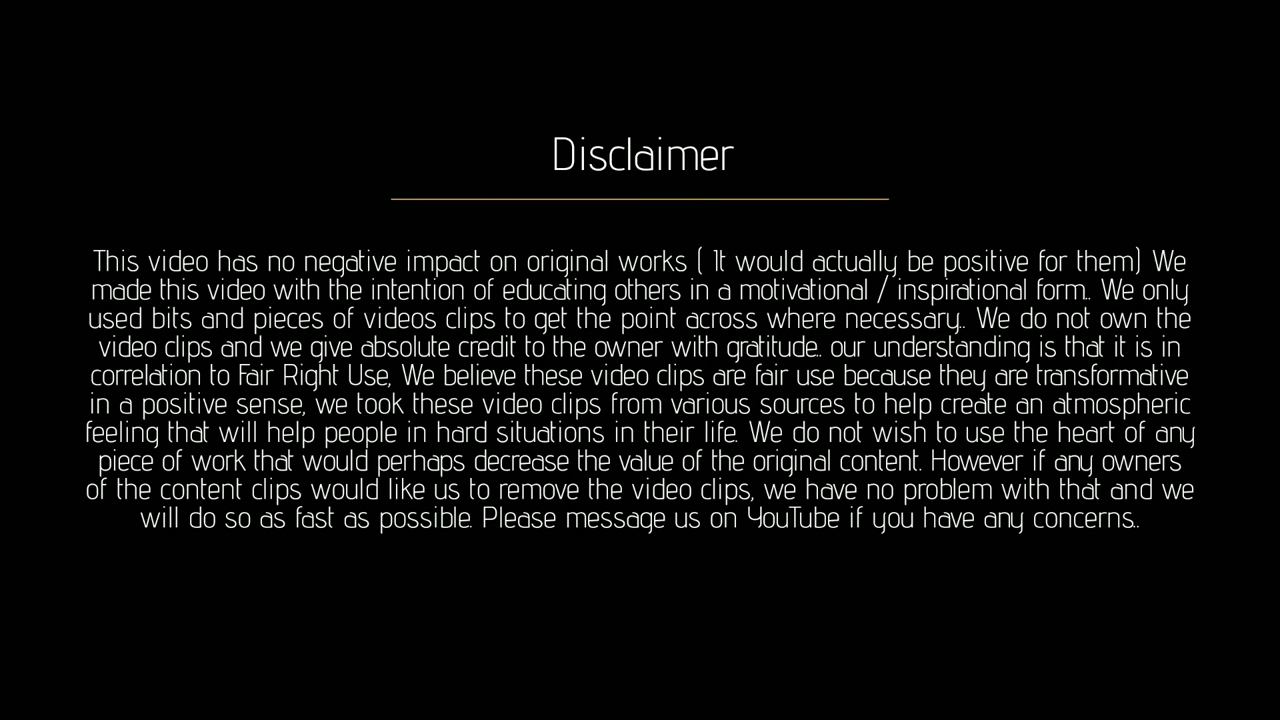 Disclaimer
This video has no negative impact on original works ( It would actually be positive for them) We
made this video with the intention of educating others in a motivational / inspirational form.. We only
used bits and pieces of videos clips to get the point across where necessary.. We do not own the
video clips and we give absolute credit to the owner with gratitude.. our understanding is that it is in
correlation to Fair Right Use, We believe these video clips are fair use because they are transformative
in a positive sense, we took these video clips from various sources to help create an atmospheric
feeling that will help people in hard situations in their life. We do not wish to use the heart of any
piece of work that would perhaps decrease the value of the original content. However if any owners
of the content clips would like us to remove the video clips, we have no problem with that and we
will do so as fast as possible. Please message us on YouTube if you have any concerns..